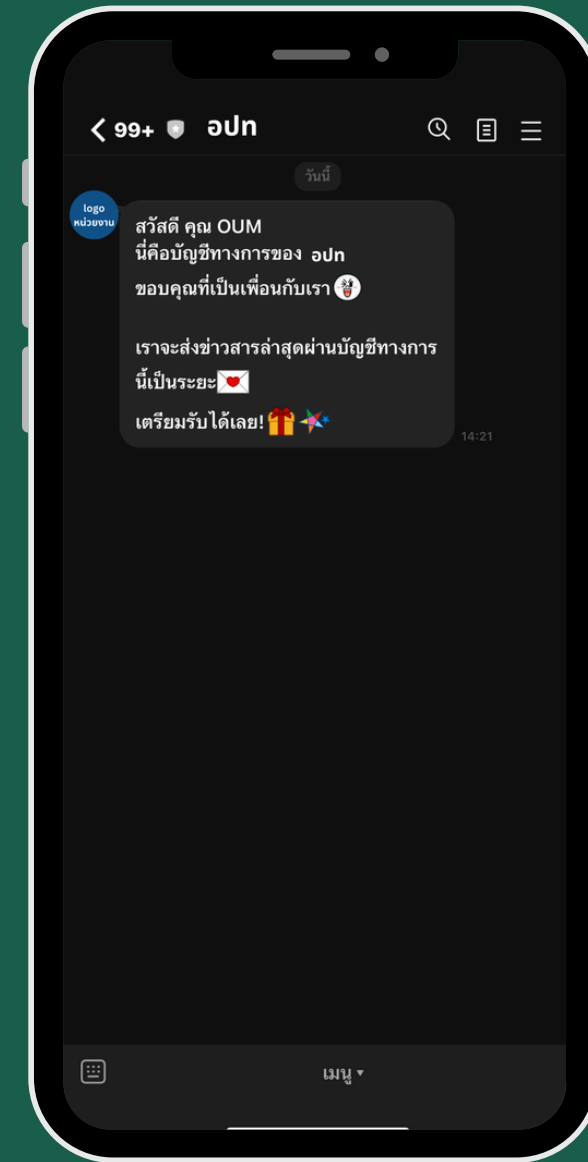 99+ อปท
วันนี้
logo
หน่วยงาน
สวัสดี คุณ OUM
นี่คือบัญชีทางการของ อปท
ขอบคุณที่เป็นเพื่อนกับเรา
เราจะส่งข่าวสารล่าสุดผ่านบัญชีทางการ
นี้เป็นระยะ
เตรียมรับได้เลย!
14:21
เมนู